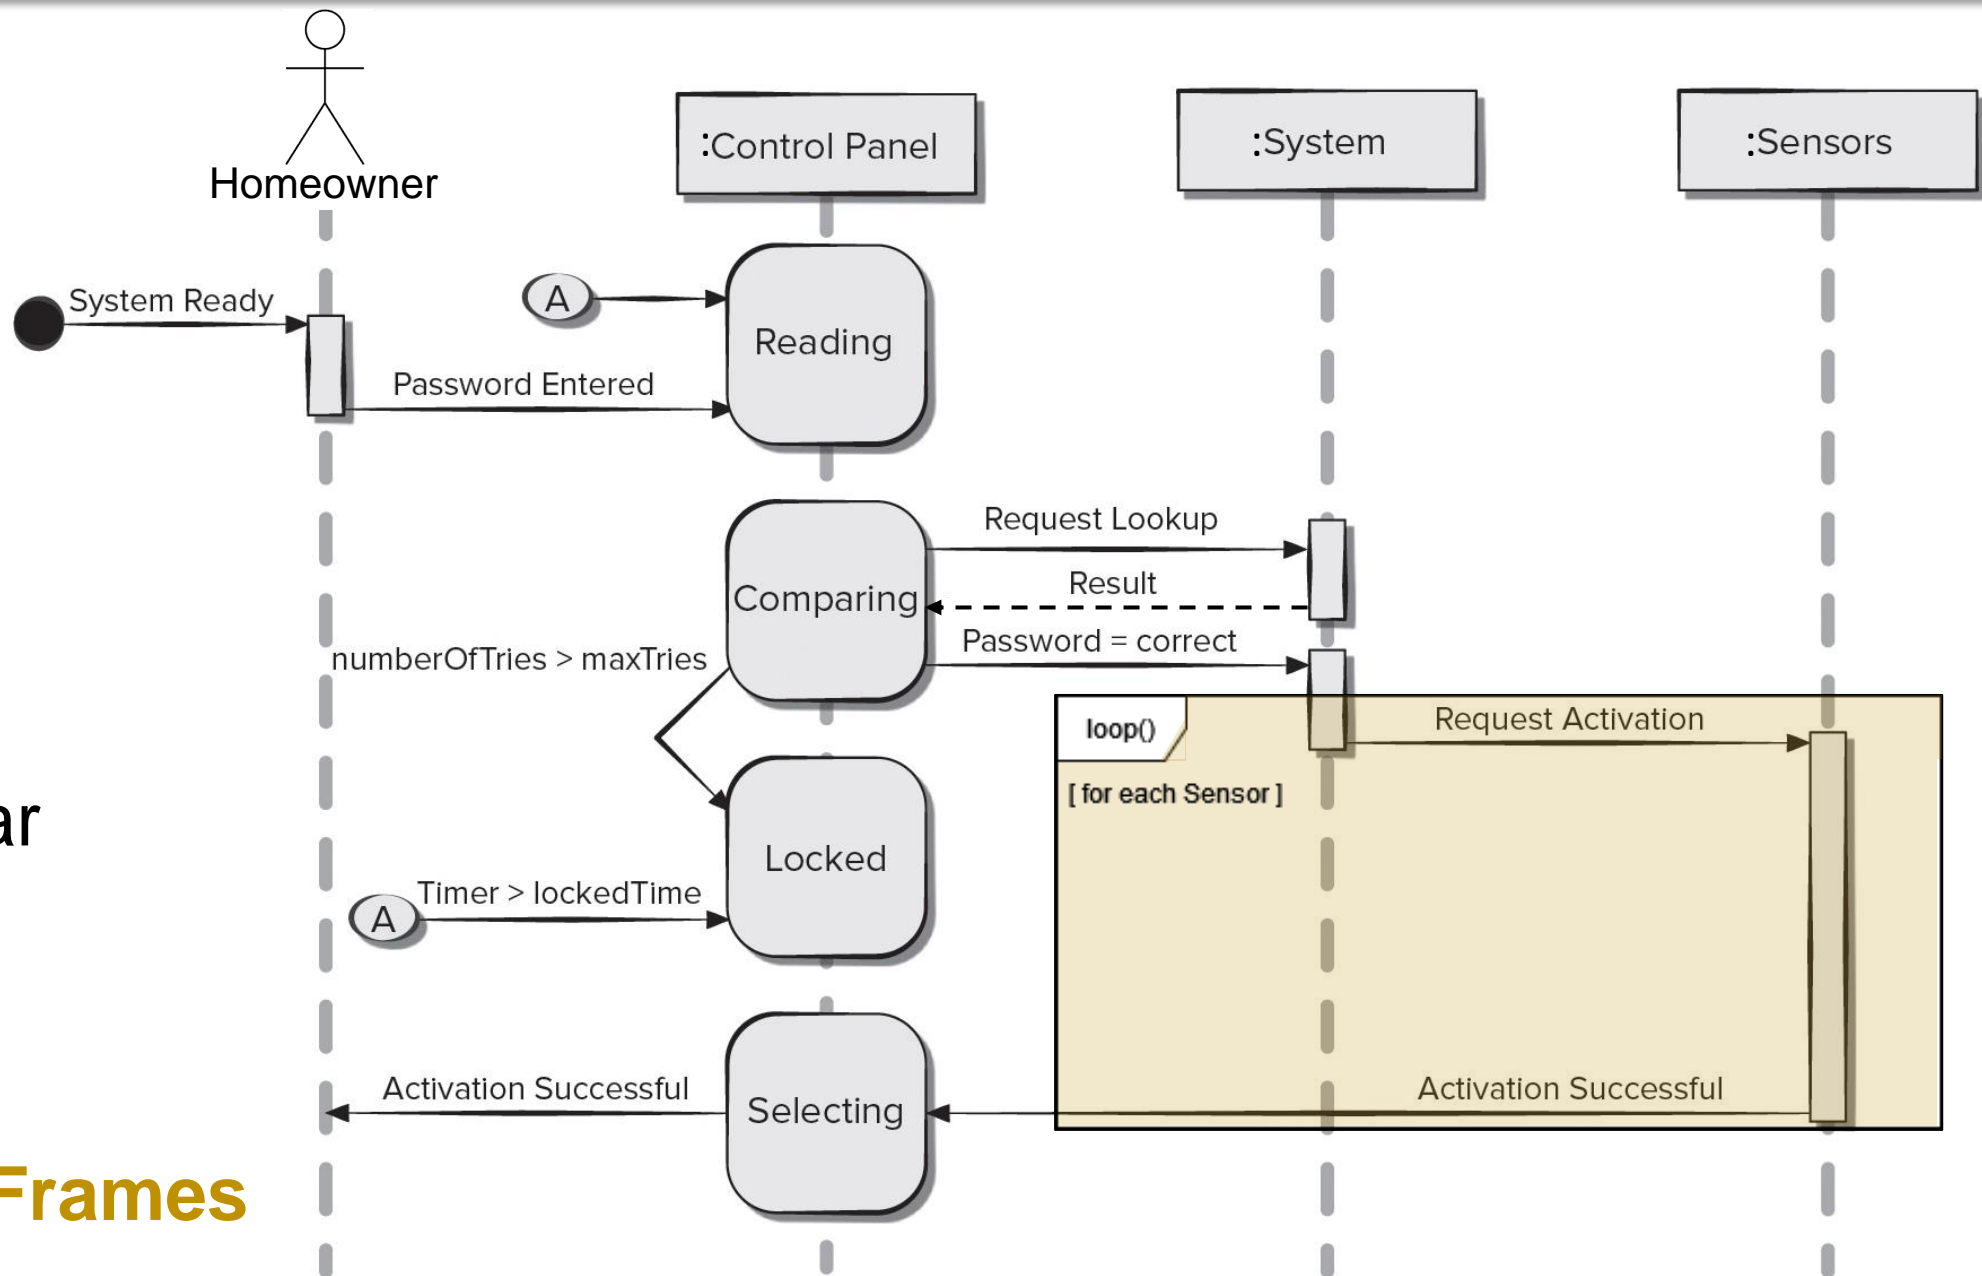 Homeowner
:Control Panel
:System
:Sensors
System Ready
A
Reading
Password Entered
Request Lookup
Result
Comparing
Password = correct
numberOfTries > maxTries
loop()
Request Activation
[ for each Sensor ]
ar
Locked
Timer > lockedTime
A
Activation Successful
Selecting
Activation Successful
Frames